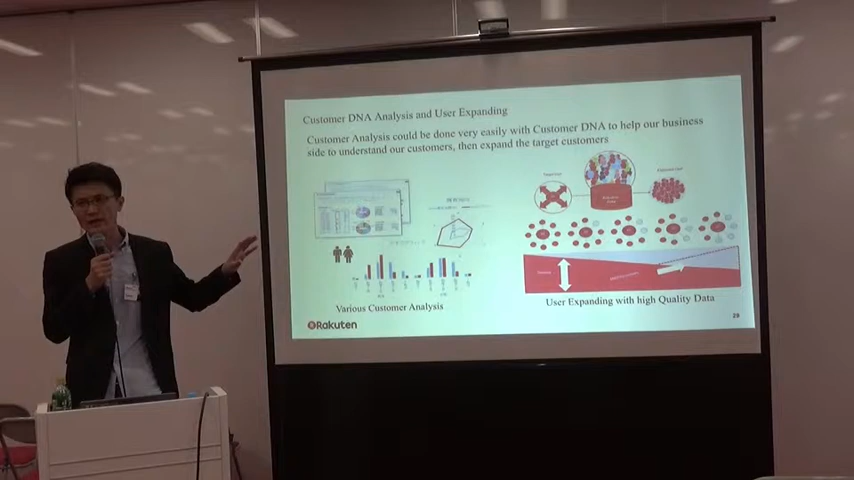 Customer DNA Analysis and User Expanding
Customer Analysis could be done very easily with Customer DNA to help our business
side to understand our customers, then expand the target customers
Various Customer Analysis
User Expanding with high Quality Data
Rakuten
29